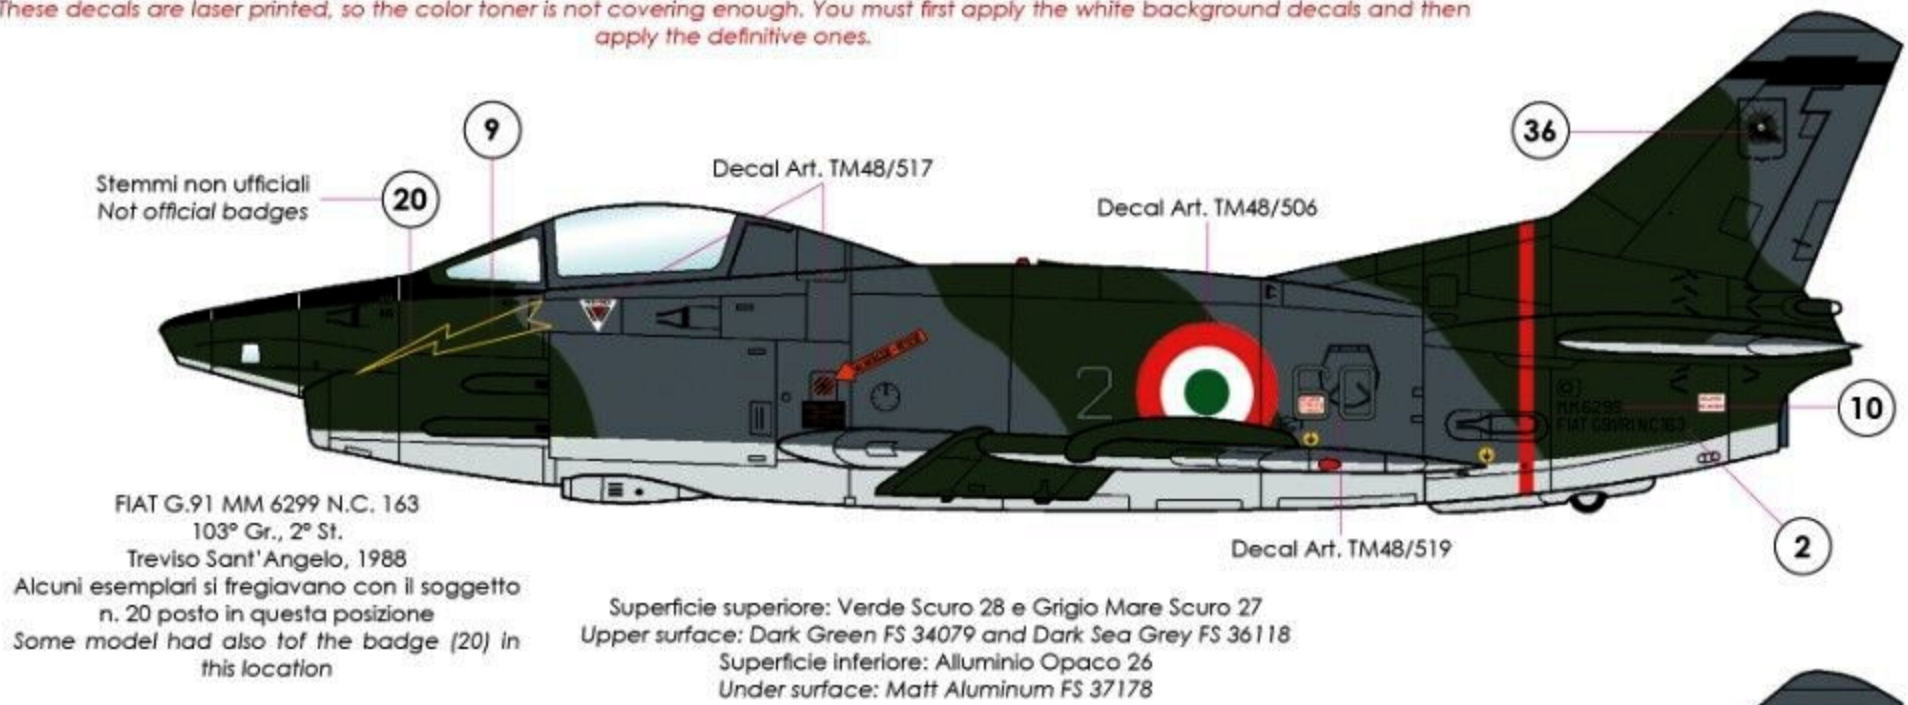 These decals are laser printed, so the color toner is not covering enough. You must first apply the white background decals and then
apply the definitive ones.
9
36
Decal Art. TM48/517
Stemmi non ufficiali
Not official badges
20
Decal Art. TM48/506
2
10
MM6299
FIAT G91/R1 NC 163
FIAT G.91 MM 6299 N.C. 163
103° Gr., 2° St.
Treviso Sant'Angelo, 1988
Alcuni esemplari si fregiavano con il soggetto
n. 20 posto in questa posizione
Some model had also tof the badge (20) in
this location
Decal Art. TM48/519
2
Superficie superiore: Verde Scuro 28 e Grigio Mare Scuro 27
Upper surface: Dark Green FS 34079 and Dark Sea Grey FS 36118
Superficie inferiore: Alluminio Opaco 26
Under surface: Matt Aluminum FS 37178